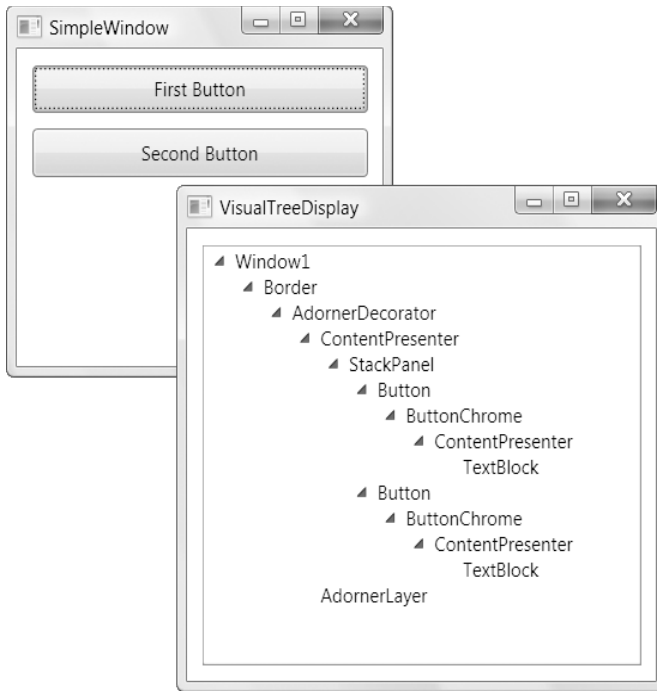 SimpleWindow
First Button
Second Button
VisualTreeDisplay
Window1
Border
AdornerDecorator
ContentPresenter
StackPanel
Button
ButtonChrome
ContentPresenter
TextBlock
Button
ButtonChrome
ContentPresenter
TextBlock
AdornerLayer